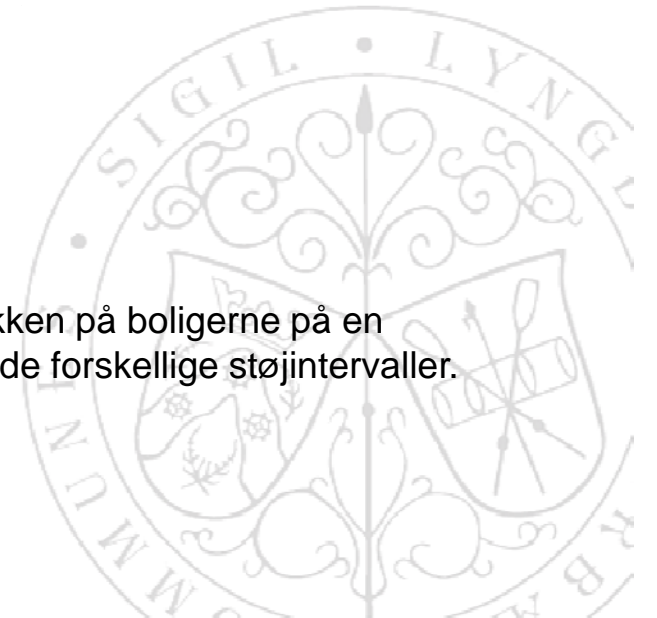 SIGIL • LYNG
kken på boligerne på en
de forskellige støjintervaller.